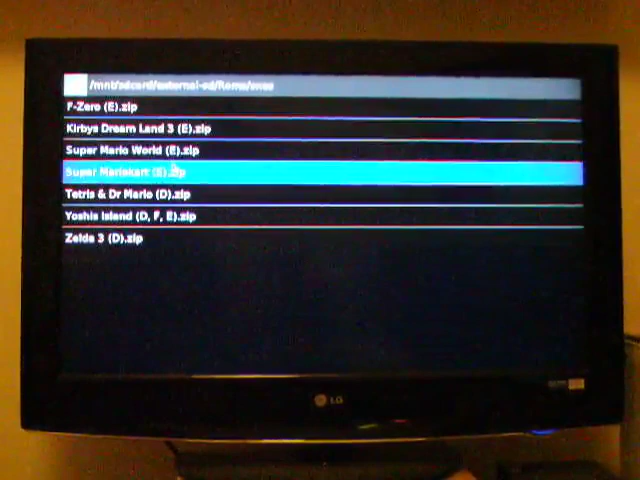 /mnt/sdcard/external-sd/Roms/snes
F-Zero (E).zip
Kirbys Dream Land 3 (E).zip
Super Mario World (E).zip
Super Mariokart (E).zip
Tetris & Dr Mario (D).zip
Yoshis Island (D, F, E).zip
Zelda 3 (D).zip
LG